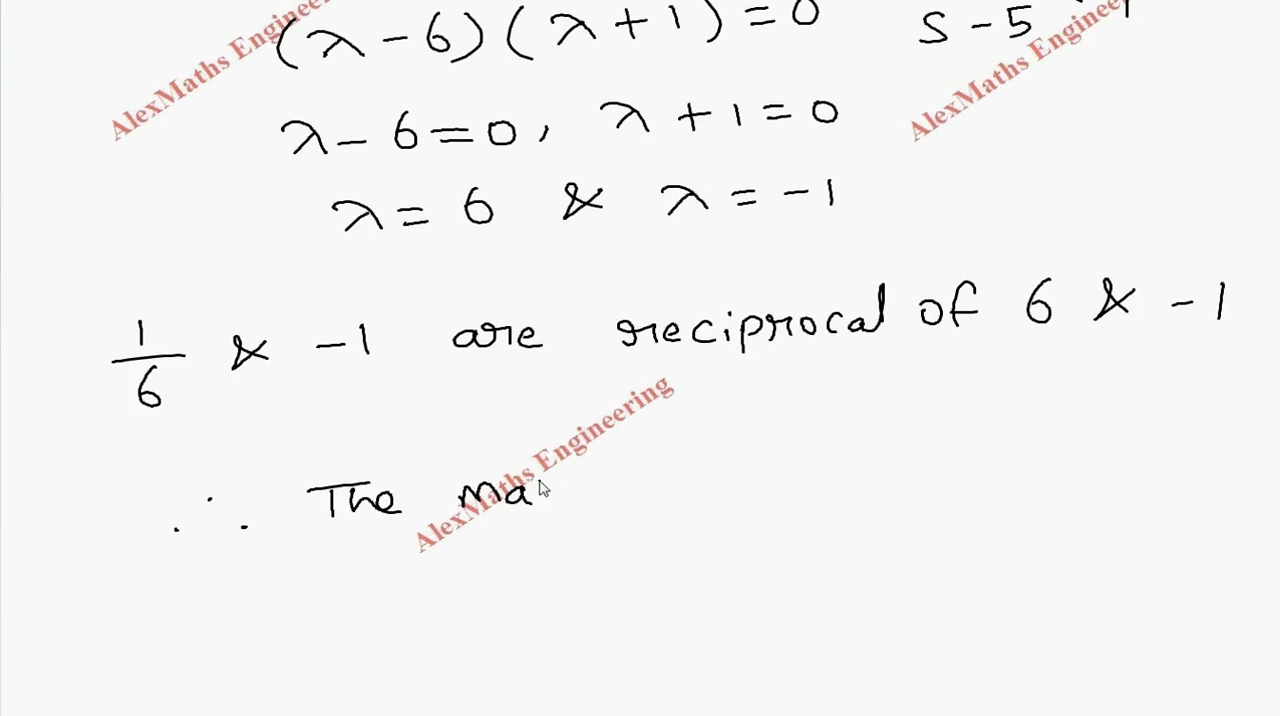 (λ - 6)(λ + 1) = 0
S - 5
λ - 6 = 0, λ + 1 = 0
λ = 6 & λ = -1
1/6 & -1 are reciprocal of 6 & -1
∴ The Ma
AlexMaths Engineering
AlexMaths Engineering
AlexMaths Engineering